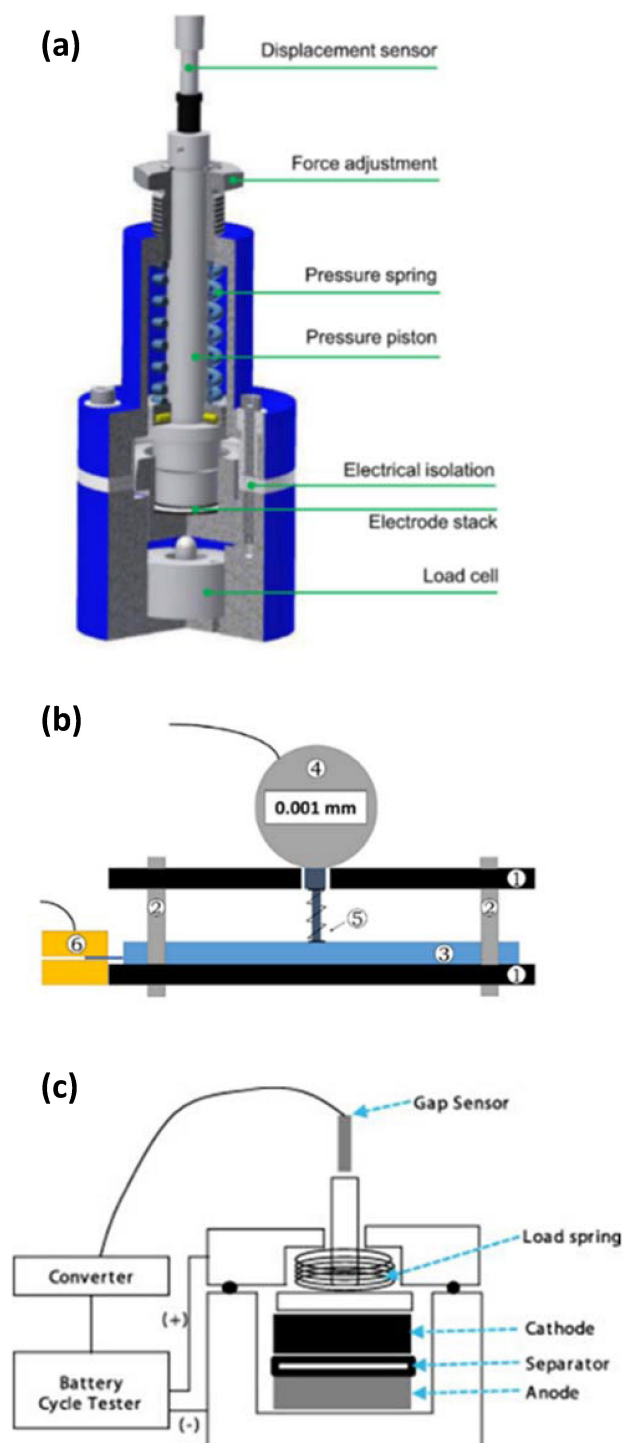 (a)
Displacement sensor
Force adjustment
Pressure spring
Pressure piston
Electrical isolation
Electrode stack
Load cell
(b)
④
0.001 mm
①
② ②
⑤
⑥
③
①
(c)
Gap Sensor
Load spring
Converter
(+)
Cathode
Separator
Battery
Cycle Tester
Anode
(-)